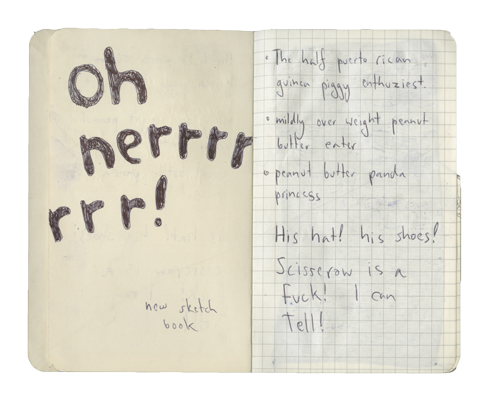 oh
nerrrr
rrr!
new sketch
book
The half puerto rican
guinea piggy enthuziest.
mildly over weight peanut
butter eater
peanut butter panda
princess
His hat! his shoes!
Scisserow is a
fuck! I can
Tell!